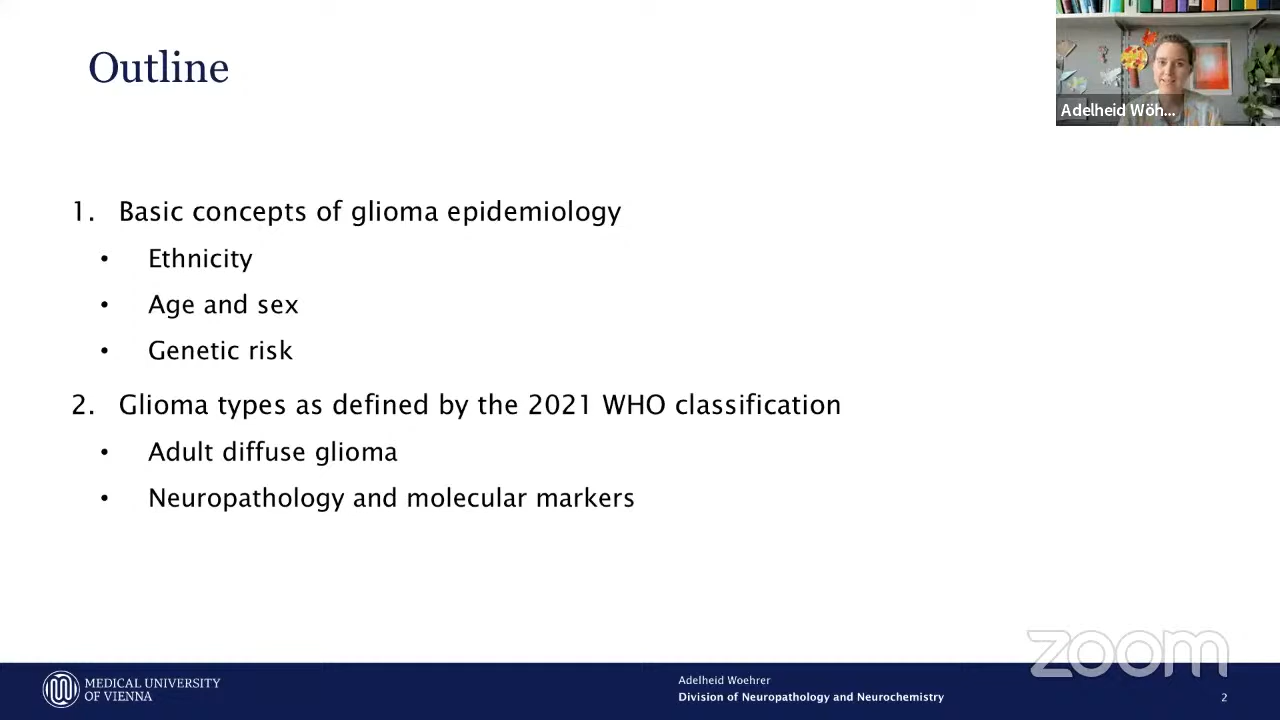 Outline
Adelheid Wöh...
1. Basic concepts of glioma epidemiology
• Ethnicity
• Age and sex
• Genetic risk
2. Glioma types as defined by the 2021 WHO classification
• Adult diffuse glioma
• Neuropathology and molecular markers
zoom
MEDICAL UNIVERSITY
OF VIENNA
Adelheid Woehrer
Division of Neuropathology and Neurochemistry
2